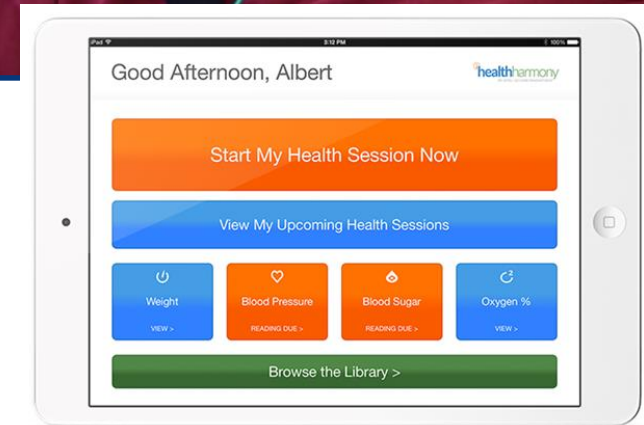 iPad
3:12 PM
100%
Good Afternoon, Albert
healthharmony
Start My Health Session Now
View My Upcoming Health Sessions
Weight
VIEW >
Blood Pressure
READING DUE >
Blood Sugar
READING DUE >
Oxygen %
VIEW >
Browse the Library >